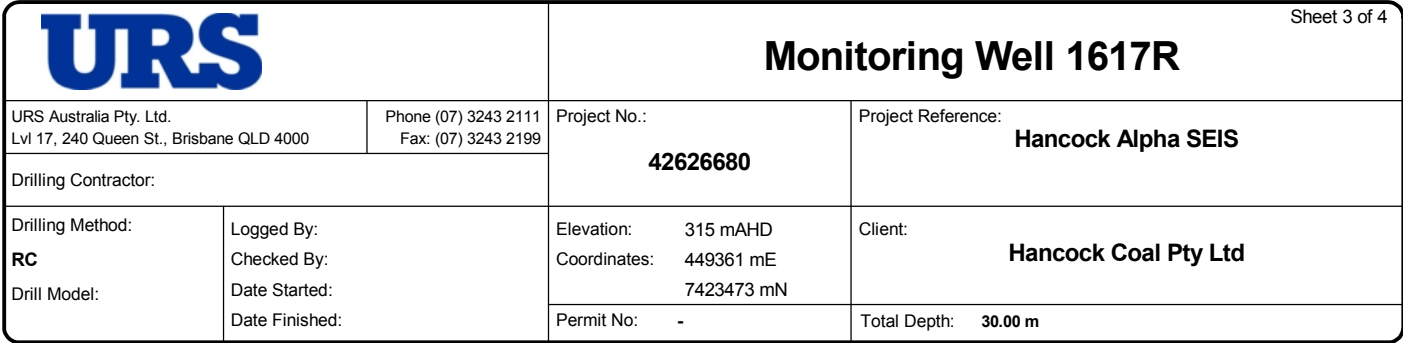 URS
Sheet 3 of 4
Monitoring Well 1617R
URS Australia Pty. Ltd.
Lvl 17, 240 Queen St., Brisbane QLD 4000
Phone (07) 3243 2111
Fax: (07) 3243 2199
Project No.:
42626680
Project Reference:
Hancock Alpha SEIS
Drilling Contractor:
Drilling Method:
RC
Drill Model:
Logged By:
Checked By:
Date Started:
Date Finished:
Elevation: 315 mAHD
Coordinates: 449361 mE
7423473 mN
Permit No: -
Client:
Hancock Coal Pty Ltd
Total Depth: 30.00 m